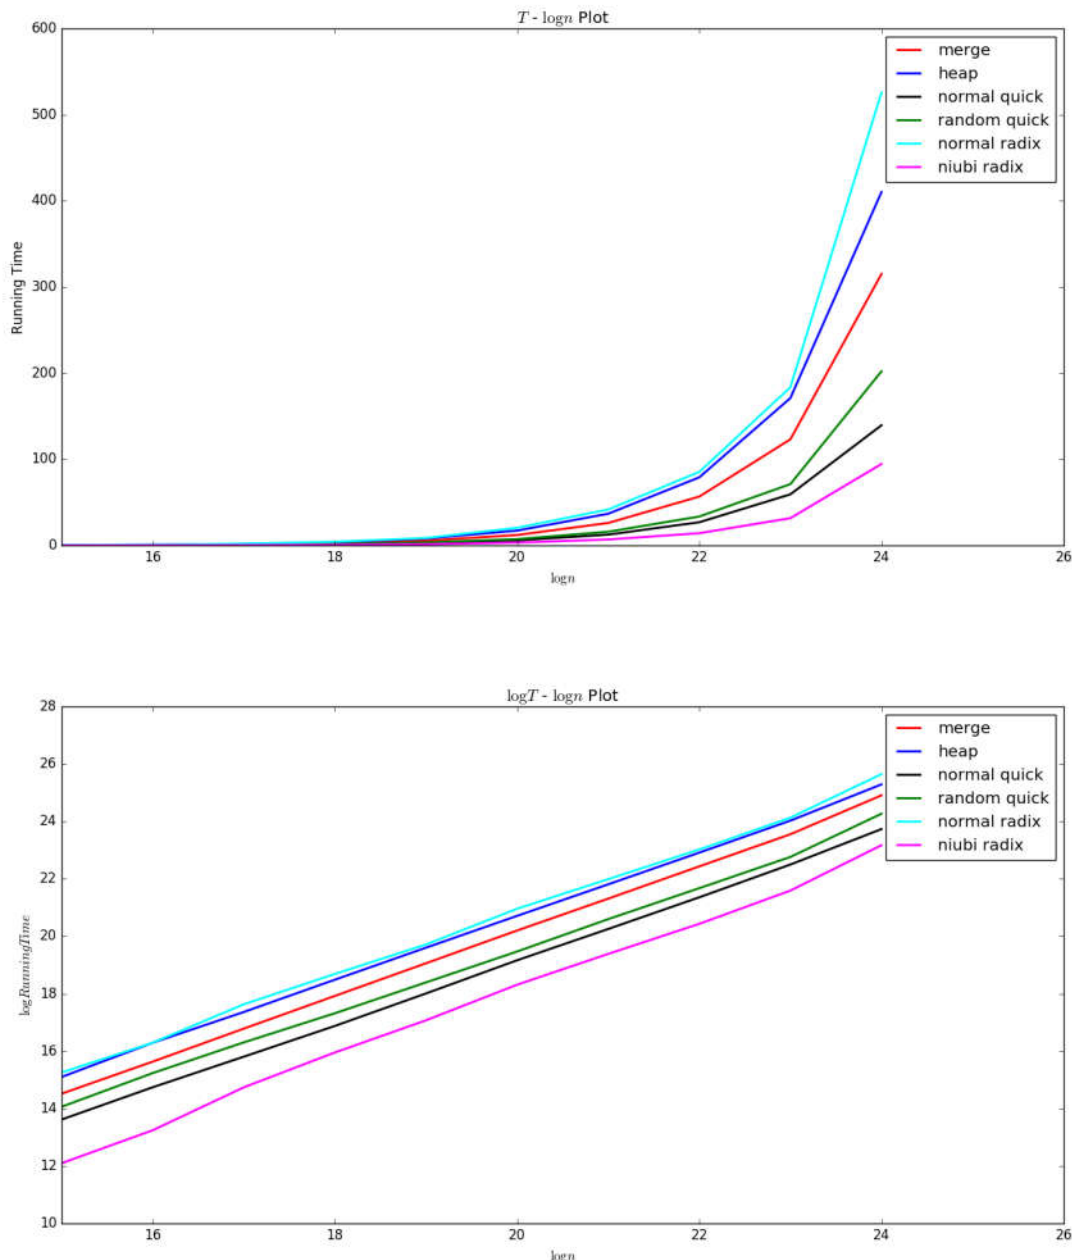 T - logn Plot
600
500
400
300
200
100
0
Running Time
16
18
20
22
24
26
logn
merge
heap
normal quick
random quick
normal radix
niubi radix
logT - logn Plot
28
26
24
22
20
18
16
14
12
10
logRunningTime
16
18
20
22
24
26
logn
merge
heap
normal quick
random quick
normal radix
niubi radix